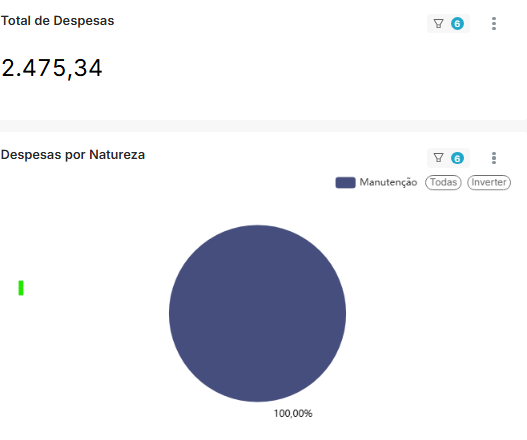 Total de Despesas
6
2.475,34
Despesas por Natureza
6
Manutenção
Todas
Inverter
100,00%